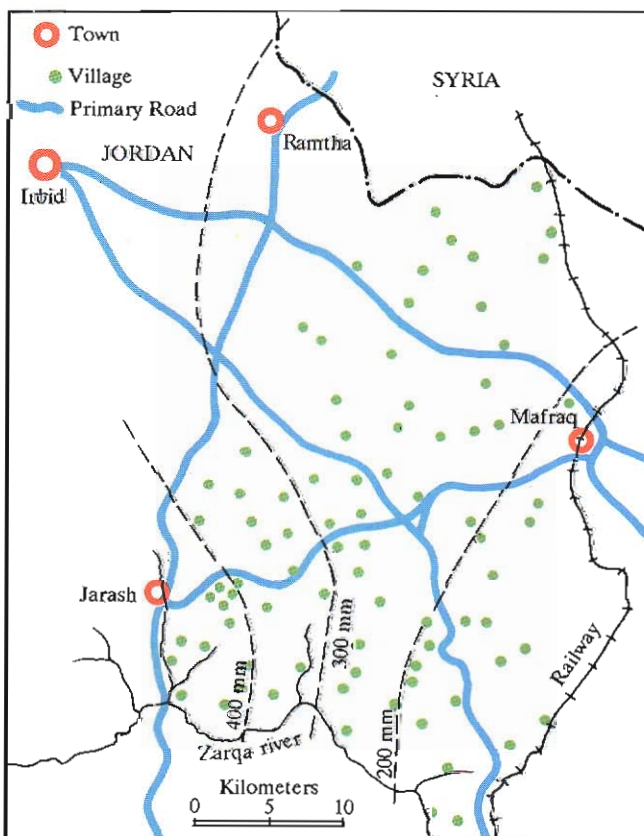 Town
Village
Primary Road
SYRIA
JORDAN
Ramtha
Irbid
Mafraq
Jarash
Railway
400 mm
300 mm
200 mm
Zarqa river
Kilometers
0 5 10